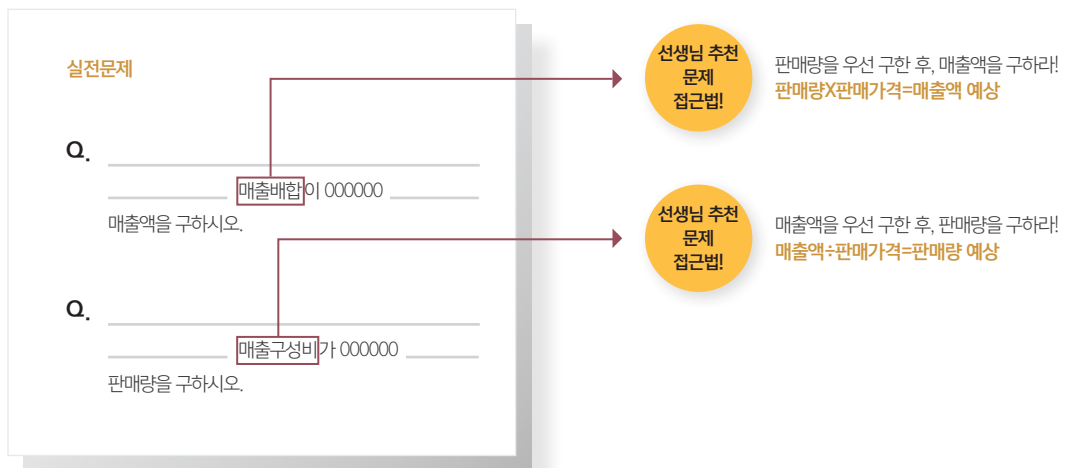 실전문제
Q.
매출배합이 000000
매출액을 구하시오.
Q.
매출구성비가 000000
판매량을 구하시오.
선생님 추천
문제
접근법!
판매량을 우선 구한 후, 매출액을 구하라!
판매량X판매가격=매출액 예상
선생님 추천
문제
접근법!
매출액을 우선 구한 후, 판매량을 구하라!
매출액÷판매가격=판매량 예상